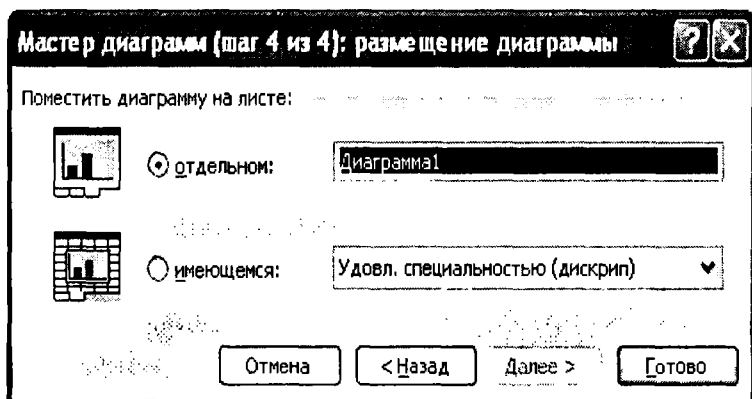 Мастер диаграмм (шаг 4 из 4): размещение диаграммы
Поместить диаграмму на листе:
отдельном: Диаграмма1
имеющемся: Удовл. специальностью (дискрип)
Отмена < Назад Далее > Готово